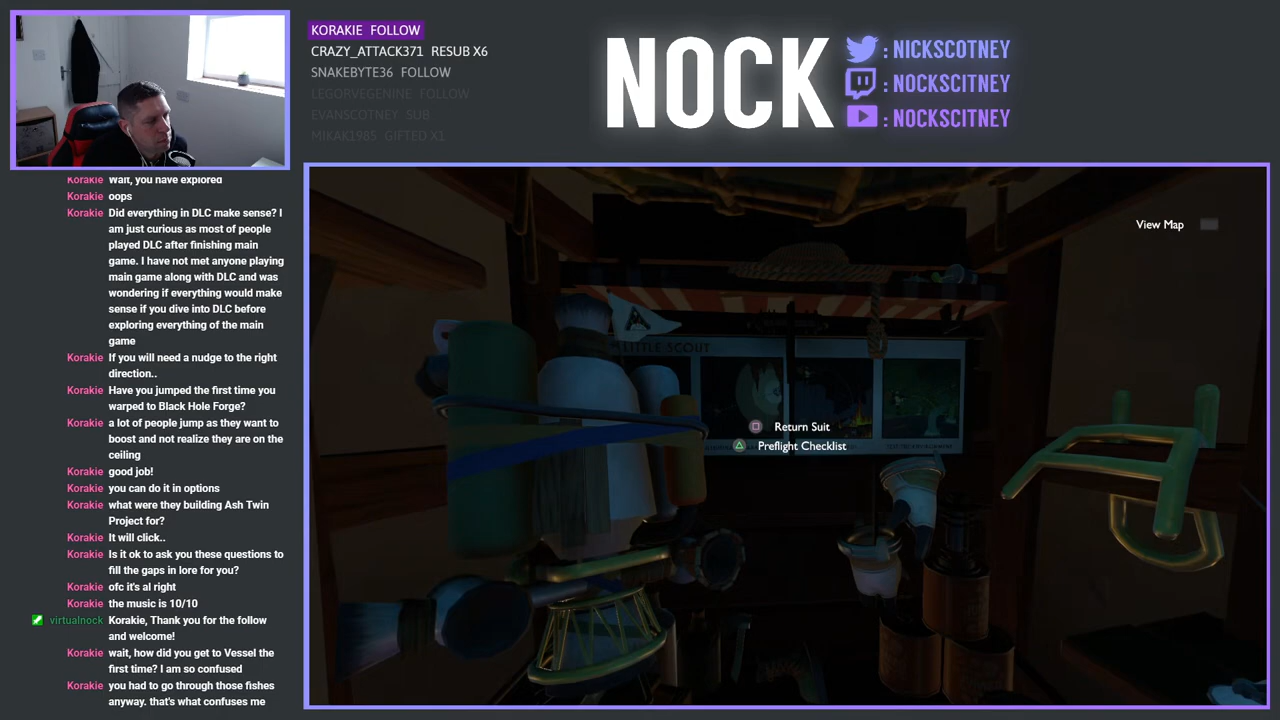 KORAKIE FOLLOW
CRAZY_ATTACK371 RESUB X6
SNAKEBYTE36 FOLLOW
LEGORVEGENINE FOLLOW
EVANSCOTNEY SUB
MIKAK1985 GIFTED X1
NOCK
: NICKSCOTNEY
: NOCKSCITNEY
: NOCKSCITNEY
Korakie Wait, you have explored
Korakie oops
Korakie Did everything in DLC make sense? I
am just curious as most of people
played DLC after finishing main
game. I have not met anyone playing
main game along with DLC and was
wondering if everything would make
sense if you dive into DLC before
exploring everything of the main
game
Korakie If you will need a nudge to the right
direction..
Korakie Have you jumped the first time you
warped to Black Hole Forge?
Korakie a lot of people jump as they want to
boost and not realize they are on the
ceiling
Korakie good job!
Korakie you can do it in options
Korakie what were they building Ash Twin
Project for?
Korakie It will click..
Korakie Is it ok to ask you these questions to
fill the gaps in lore for you?
Korakie ofc it's al right
Korakie the music is 10/10
virtualnock Korakie, Thank you for the follow
and welcome!
Korakie wait, how did you get to Vessel the
first time? I am so confused
Korakie you had to go through those fishes
anyway. that's what confuses me
View Map
LITTLE SCOUT
Return Suit
Preflight Checklist